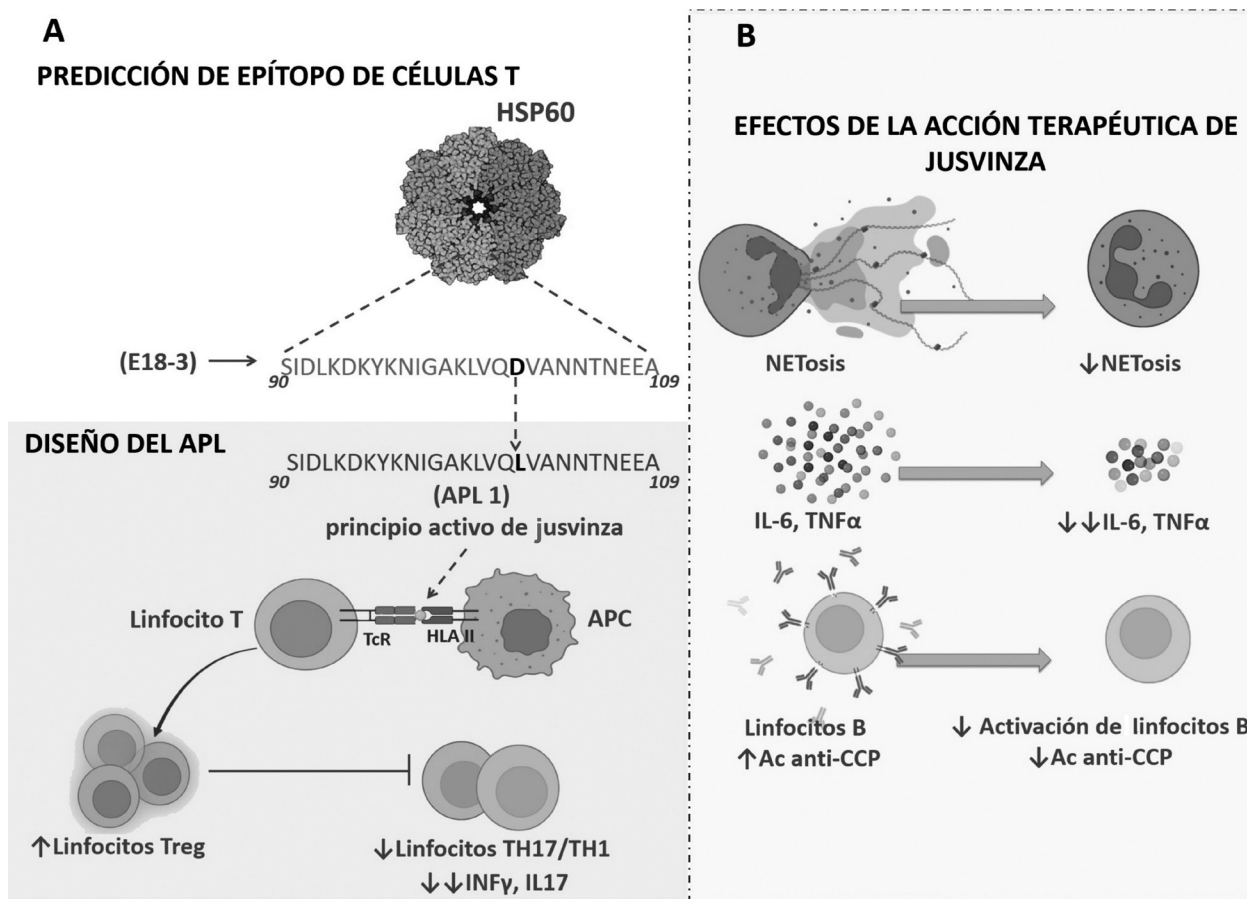 A
PREDICCIÓN DE EPÍTOPO DE CÉLULAS T
HSP60
(E18-3)
SIDLKDKYKNIGAKLVQDVANNTNEEA
90
109
DISEÑO DEL APL
SIDLKDKYKNIGAKLVQLVANNTNEEA
90
109
(APL 1)
principio activo de jusvinza
Linfocito T
TcR
HLA II
APC
↑Linfocitos Treg
↓Linfocitos TH17/TH1
↓↓INFγ, IL17
B
EFECTOS DE LA ACCIÓN TERAPÉUTICA DE
JUSVINZA
NETosis
↓NETosis
IL-6, TNFα
↓↓IL-6, TNFα
Linfocitos B
↑Ac anti-CCP
↓ Activación de linfocitos B
↓Ac anti-CCP